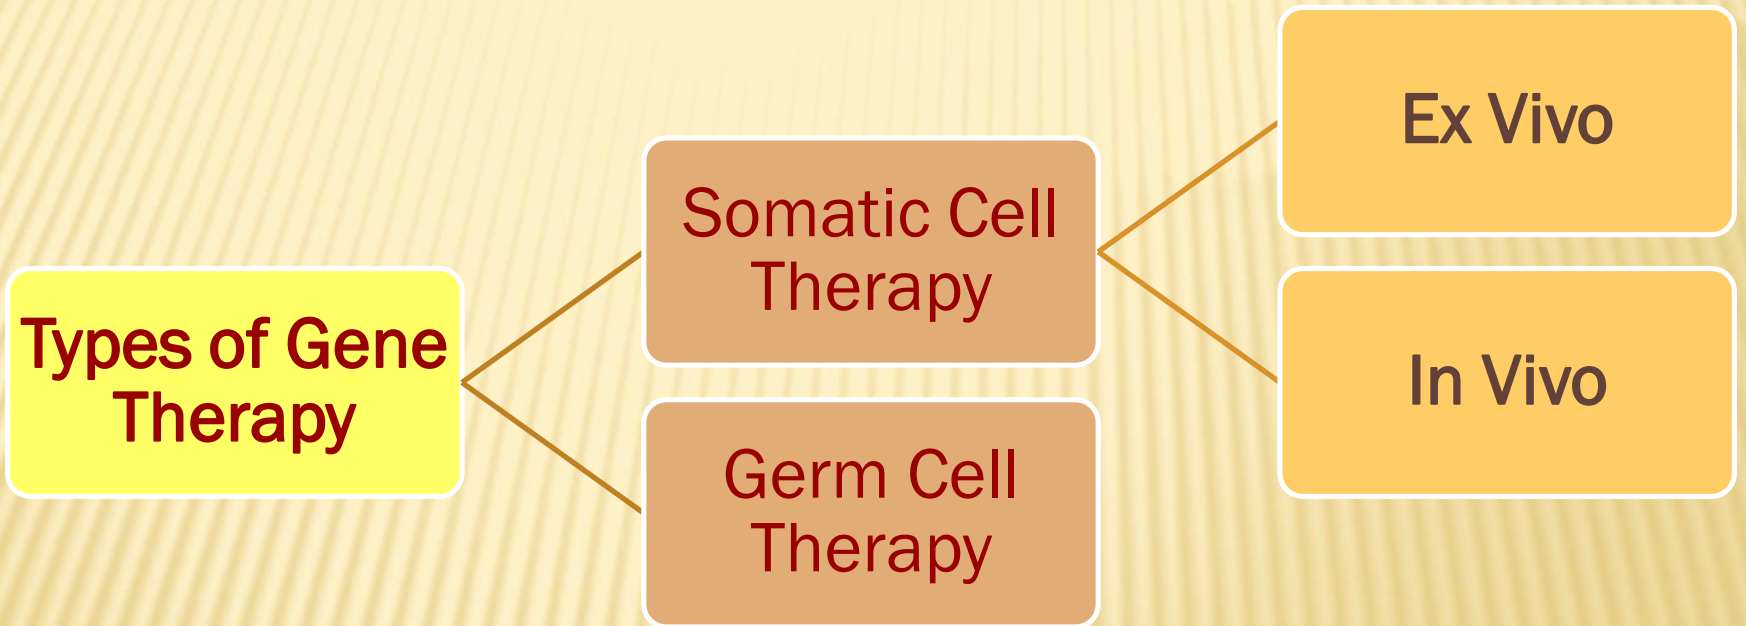 Types of Gene
Therapy
Somatic Cell
Therapy
Germ Cell
Therapy
Ex Vivo
In Vivo